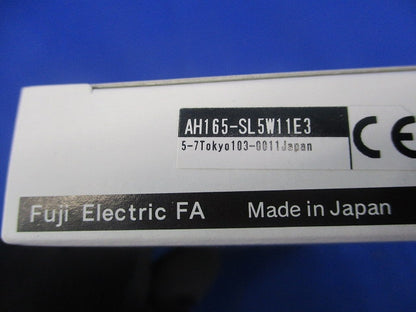 AH165-SL5W11E3
5-7Tokyo103-0011Japan
CE
Fuji Electric FA Made in Japan